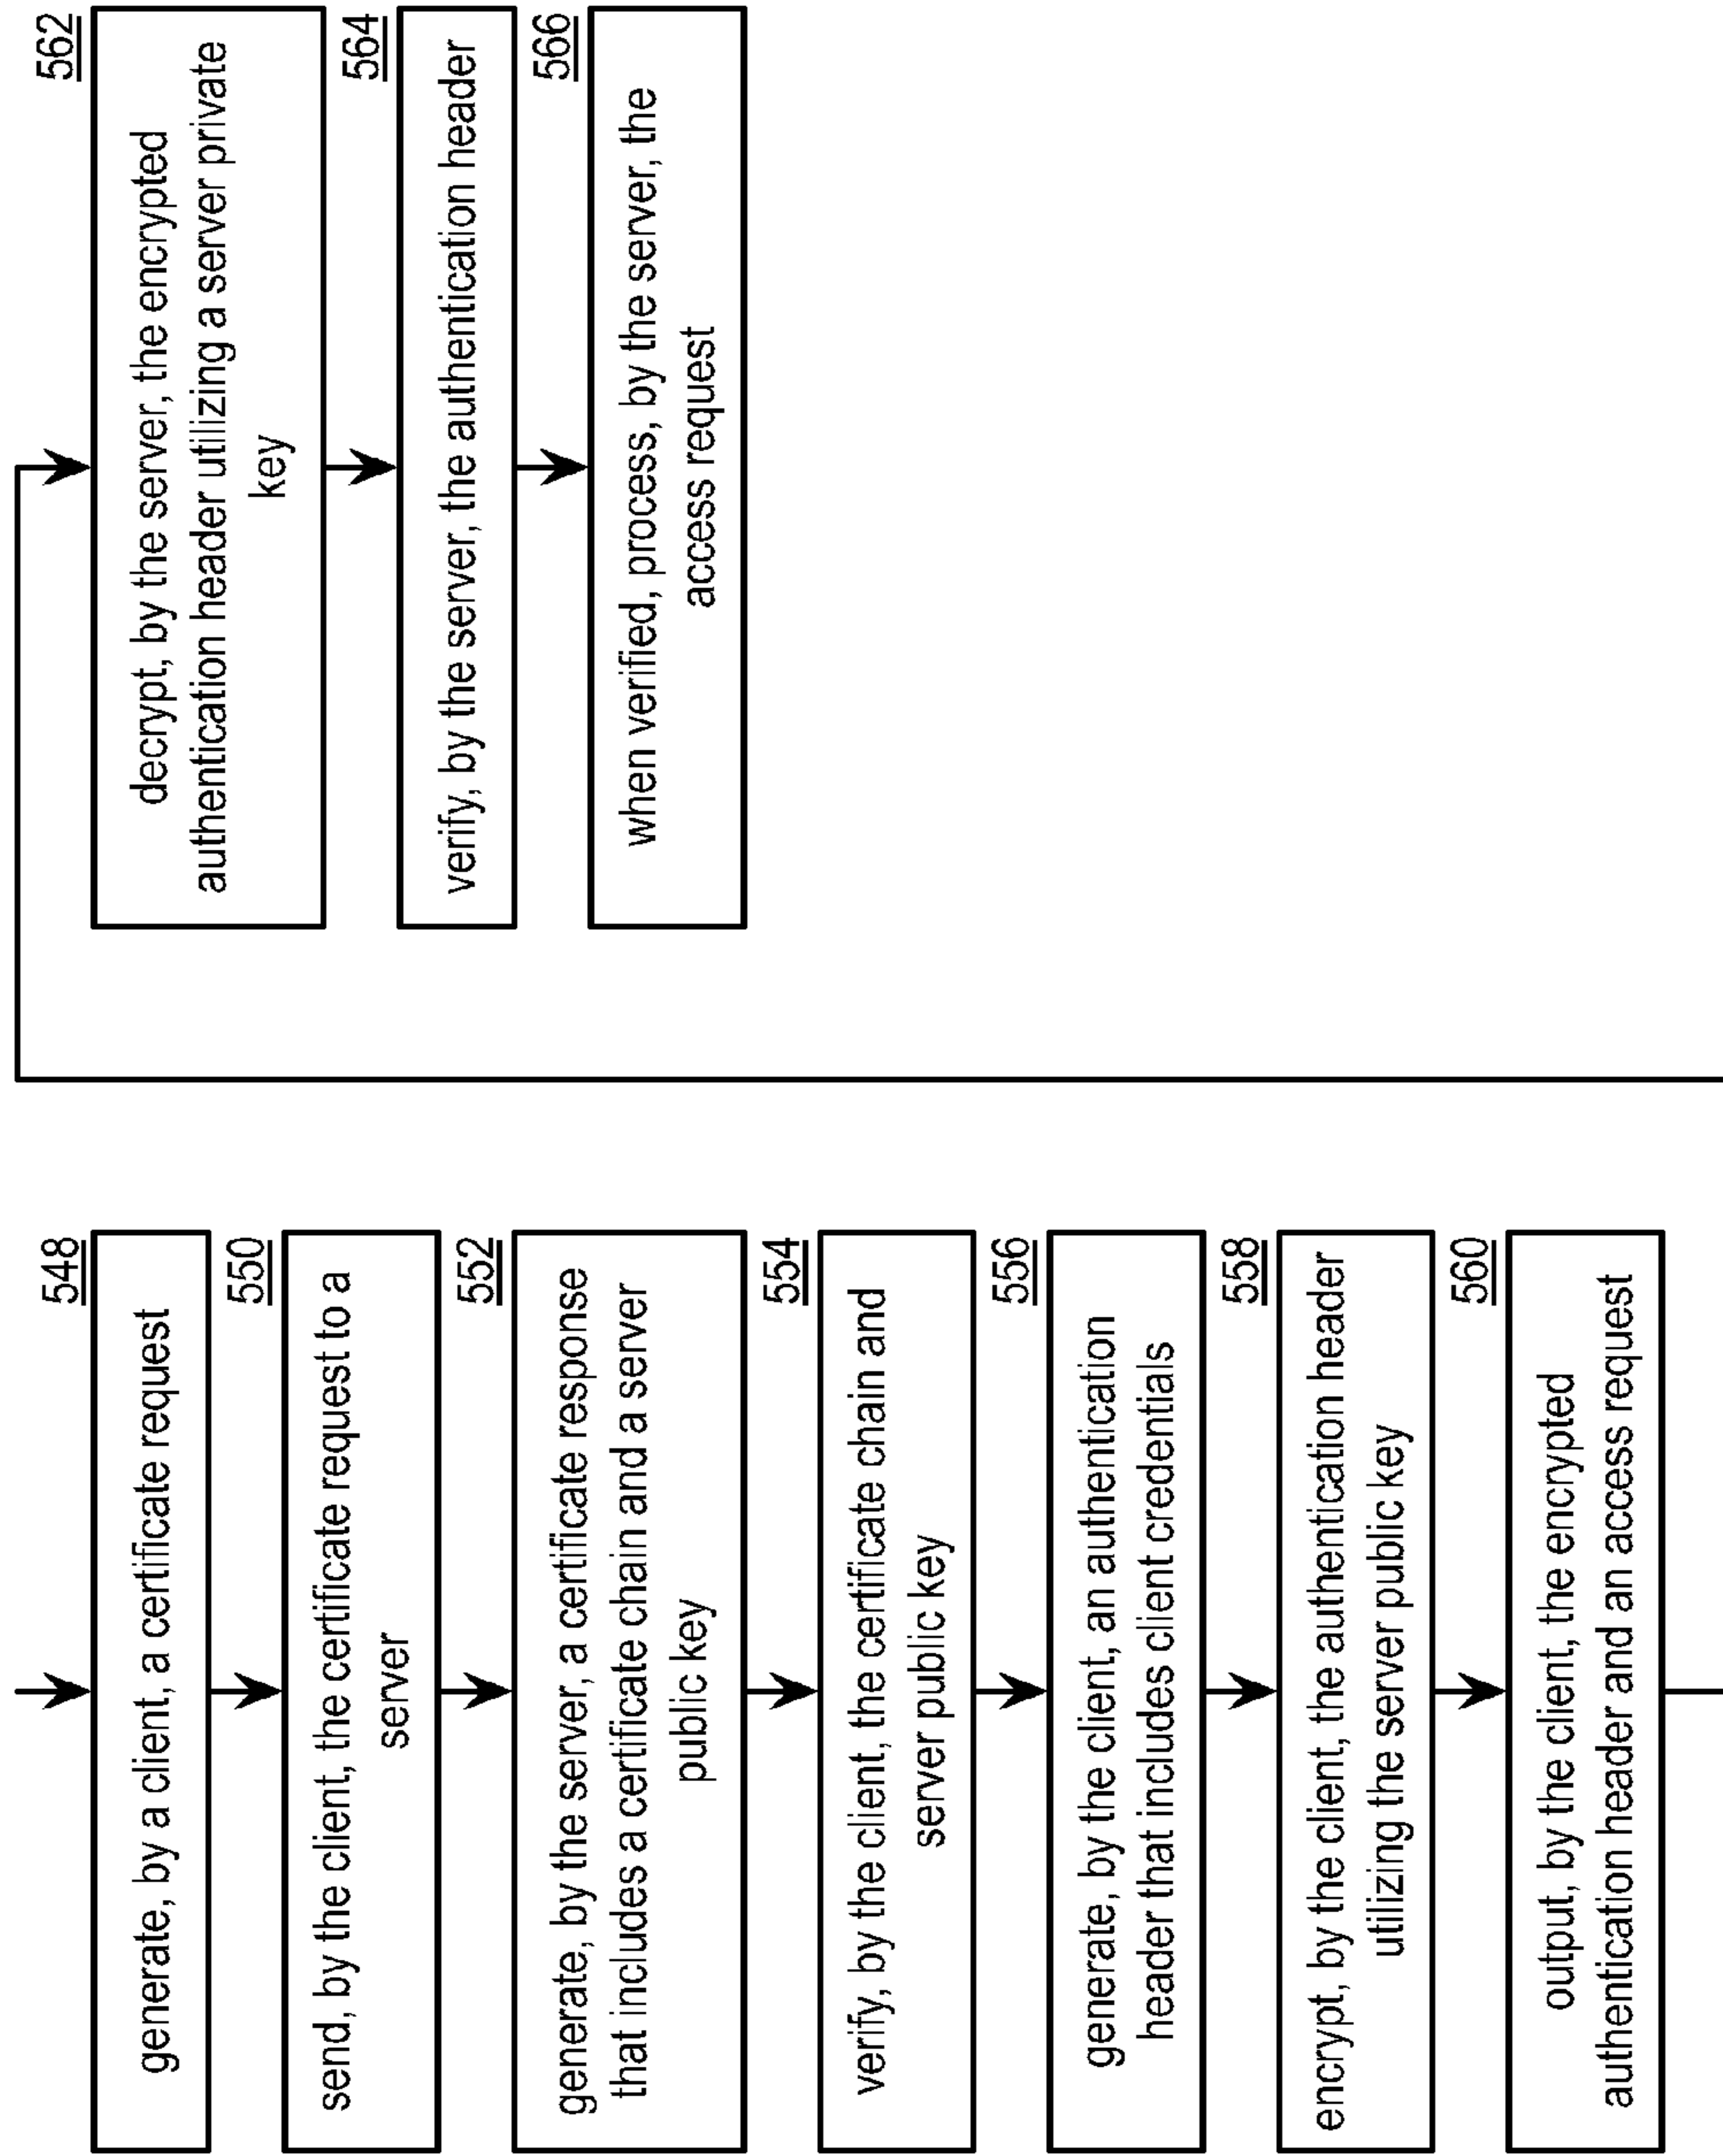 548
generate, by a client, a certificate request
550
send, by the client, the certificate request to a
server
552
generate, by the server, a certificate response
that includes a certificate chain and a server
public key
554
verify, by the client, the certificate chain and
server public key
556
generate, by the client, an authentication
header that includes client credentials
558
encrypt, by the client, the authentication header
utilizing the server public key
560
output, by the client, the encrypted
authentication header and an access request
562
decrypt, by the server, the encrypted
authentication header utilizing a server private
key
564
verify, by the server, the authentication header
566
when verified, process, by the server, the
access request